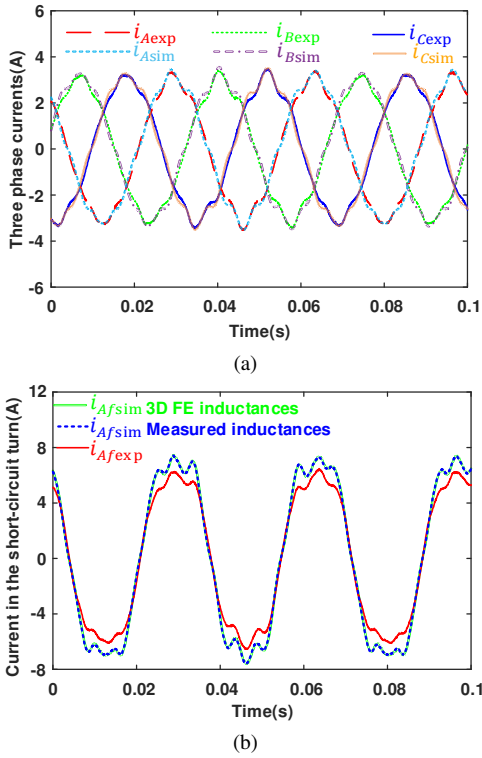 i_Aexp i_Bexp i_Cexp
i_Asim i_Bsim i_Csim
Three phase currents(A)
6
4
2
0
-2
-4
-6
0 0.02 0.04 0.06 0.08 0.1
Time(s)
(a)
i_Afsim 3D FE inductances
i_Afsim Measured inductances
i_Afexp
Current in the short-circuit turn(A)
12
8
4
0
-4
-8
0 0.02 0.04 0.06 0.08 0.1
Time(s)
(b)